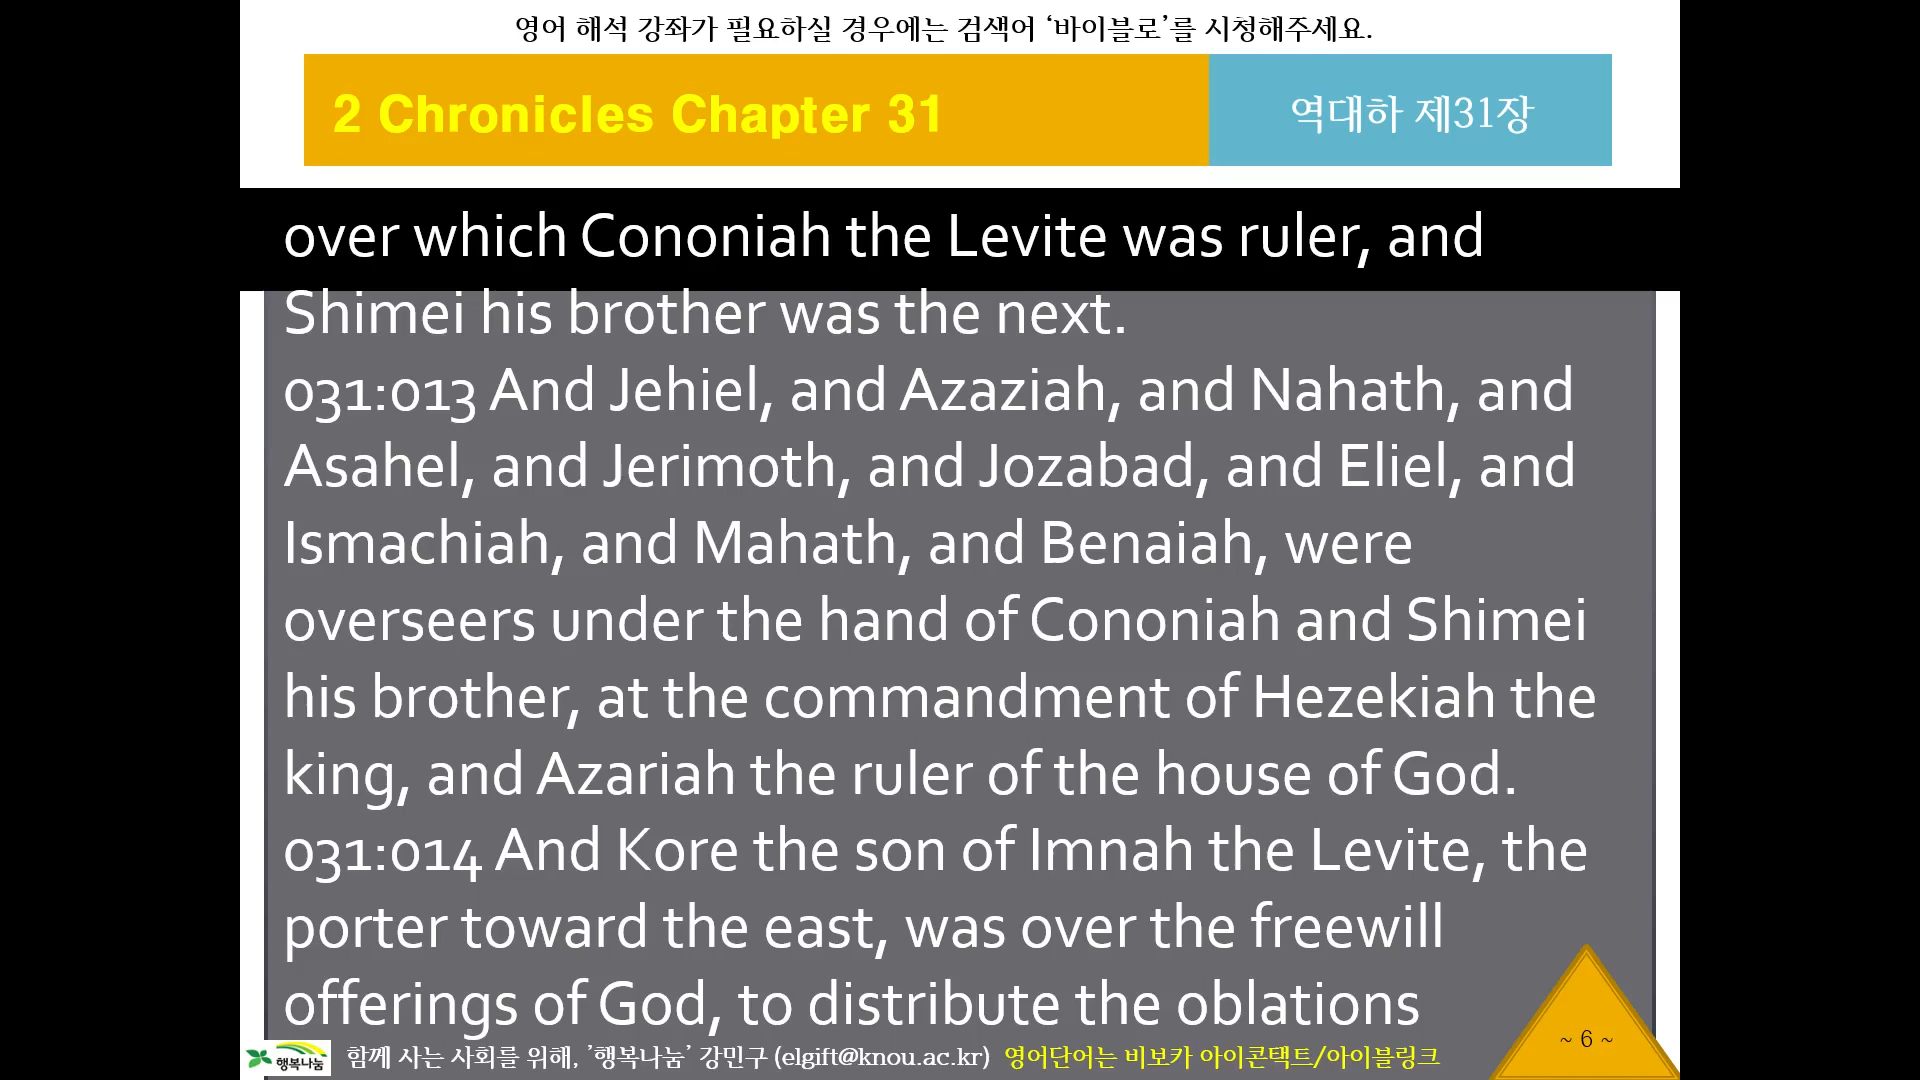 영어 해석 강좌가 필요하실 경우에는 검색어 ‘바이블로’를 시청해주세요.
2 Chronicles Chapter 31
역대하 제31장
over which Cononiah the Levite was ruler, and
Shimei his brother was the next.
031:013 And Jehiel, and Azaziah, and Nahath, and
Asahel, and Jerimoth, and Jozabad, and Eliel, and
Ismachiah, and Mahath, and Benaiah, were
overseers under the hand of Cononiah and Shimei
his brother, at the commandment of Hezekiah the
king, and Azariah the ruler of the house of God.
031:014 And Kore the son of Imnah the Levite, the
porter toward the east, was over the freewill
offerings of God, to distribute the oblations
~ 6 ~
행복나눔
함께 사는 사회를 위해, ’행복나눔’ 강민구 (elgift@knou.ac.kr) 영어단어는 비보카 아이콘택트/아이블링크